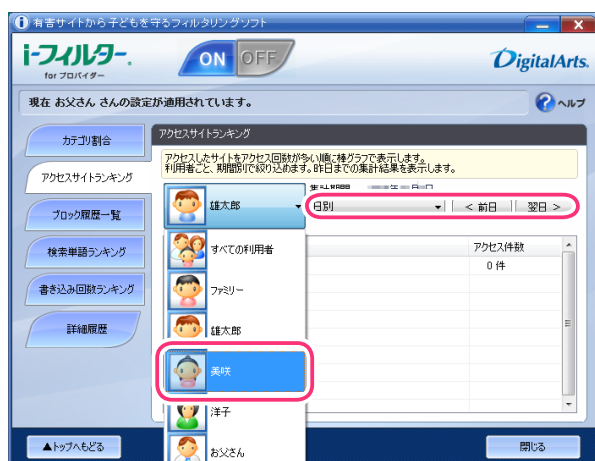 有害サイトから子どもを守るフィルタリングソフト
i-フィルター.
for プロバイダー
ON OFF
DigitalArts.
現在 お父さん さんの設定が適用されています。
ヘルプ
カテゴリ割合
アクセスサイトランキング
ブロック履歴一覧
検索単語ランキング
書き込み回数ランキング
詳細履歴
アクセスサイトランキング
アクセスしたサイトをアクセス回数が多い順に棒グラフで表示します。
利用者ごと、期間別で絞り込めます。昨日までの集計結果を表示します。
雄太郎
日別
< 前日
翌日 >
すべての利用者
ファミリー
雄太郎
美咲
洋子
お父さん
アクセス件数
0 件
▲トップへもどる
閉じる